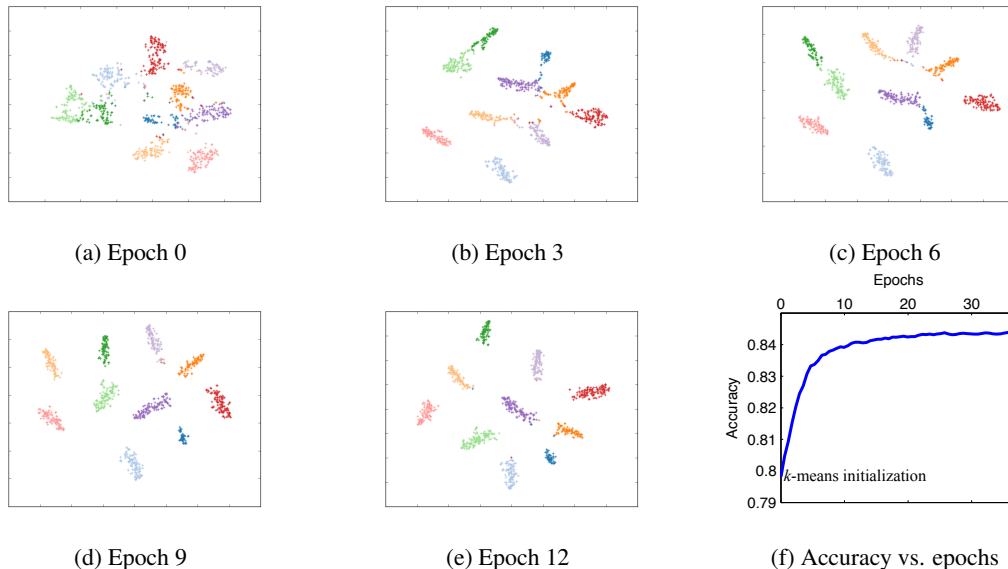 (a) Epoch 0
(b) Epoch 3
(c) Epoch 6
Epochs
0 10 20 30
0.84
0.83
0.82
0.81
0.8
0.79
Accuracy
k-means initialization
(d) Epoch 9
(e) Epoch 12
(f) Accuracy vs. epochs